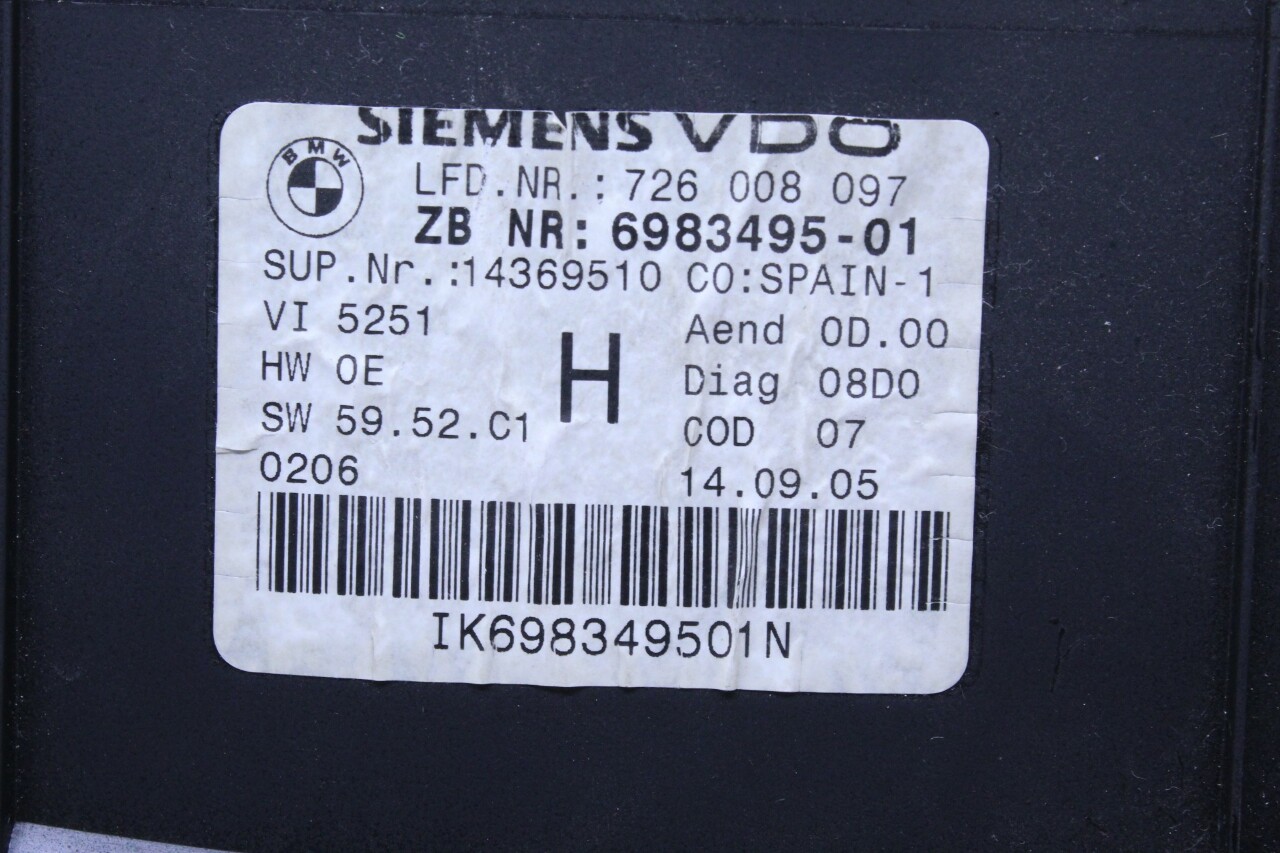 SIEMENS VDO
BMW
LFD.NR.: 726 008 097
ZB NR: 6983495-01
SUP.Nr.:14369510 CO:SPAIN-1
VI 5251
Aend 0D.00
HW 0E
H
Diag 08D0
SW 59.52.C1
COD 07
0206
14.09.05
IK698349501N